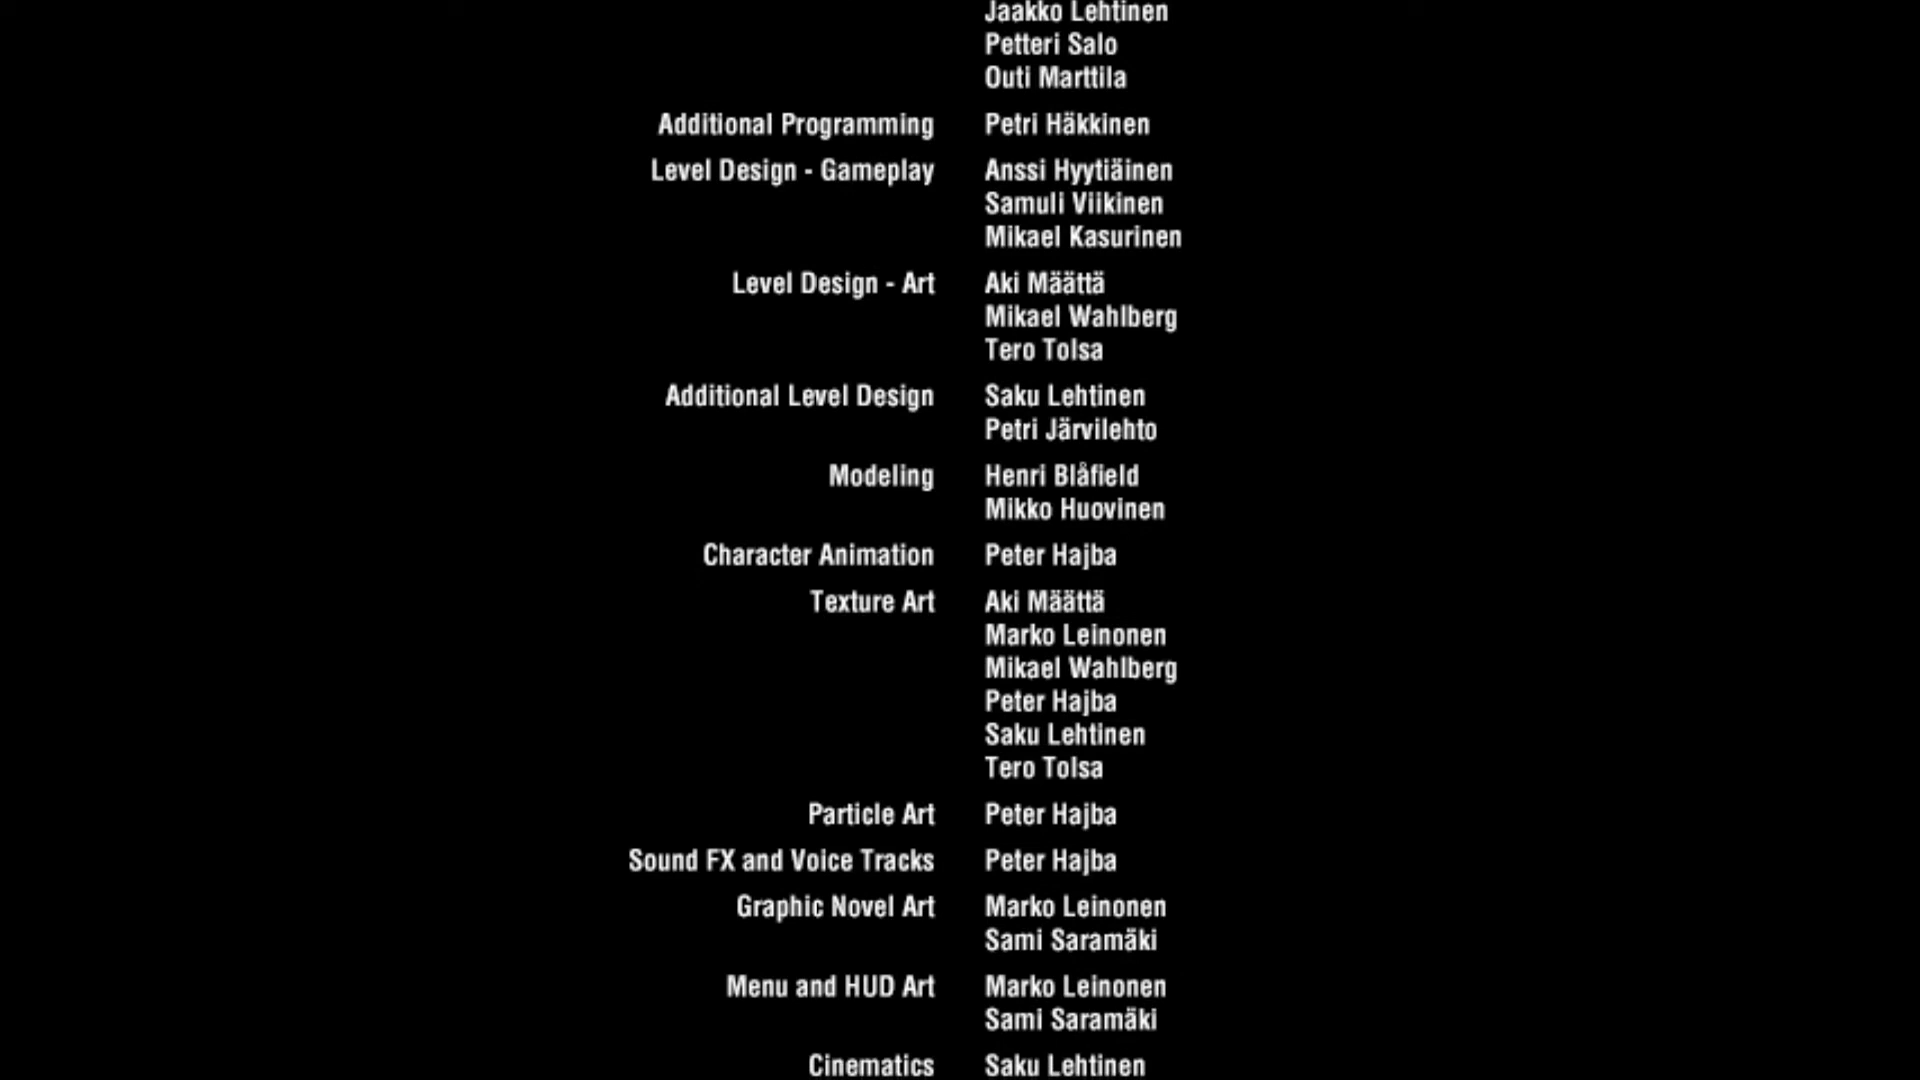 Jaakko Lehtinen
Petteri Salo
Outi Marttila
Additional Programming Petri Häkkinen
Level Design - Gameplay Anssi Hyytiäinen
Samuli Viikinen
Mikael Kasurinen
Level Design - Art Aki Määttä
Mikael Wahlberg
Tero Tolsa
Additional Level Design Saku Lehtinen
Petri Järvilehto
Modeling Henri Blåfield
Mikko Huovinen
Character Animation Peter Hajba
Texture Art Aki Määttä
Marko Leinonen
Mikael Wahlberg
Peter Hajba
Saku Lehtinen
Tero Tolsa
Particle Art Peter Hajba
Sound FX and Voice Tracks Peter Hajba
Graphic Novel Art Marko Leinonen
Sami Saramäki
Menu and HUD Art Marko Leinonen
Sami Saramäki
Cinematics Saku Lehtinen